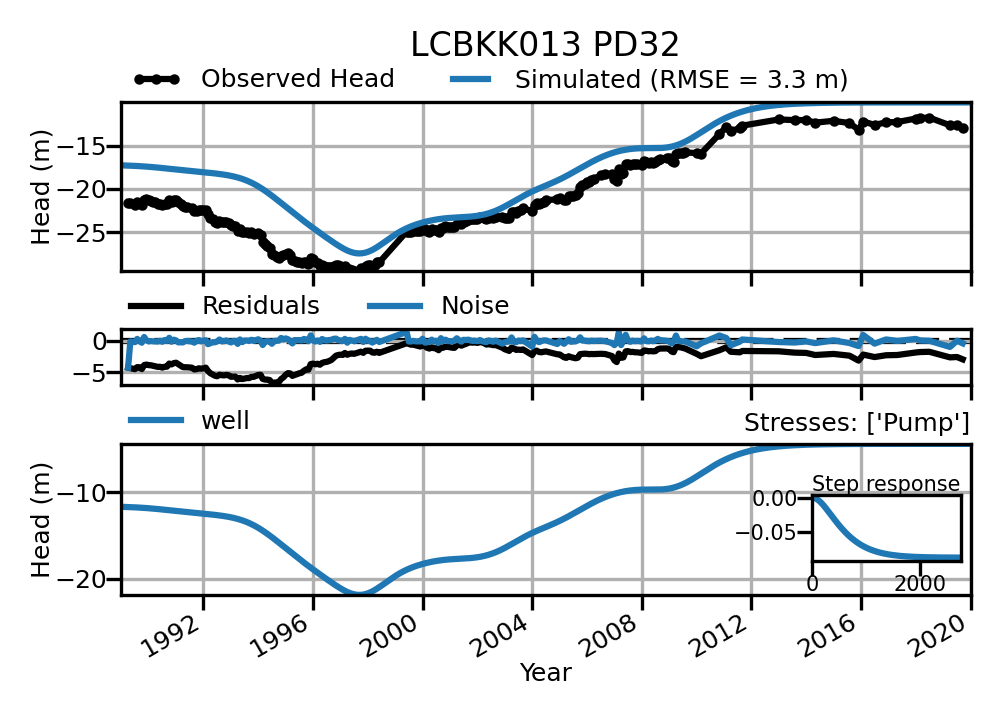 LCBKK013 PD32
Observed Head Simulated (RMSE = 3.3 m)
Head (m)
−15
−20
−25
Residuals Noise
0
−5
well Stresses: ['Pump']
Head (m)
−10
−20
Step response
0.00
−0.05
0 2000
1992 1996 2000 2004 2008 2012 2016 2020
Year